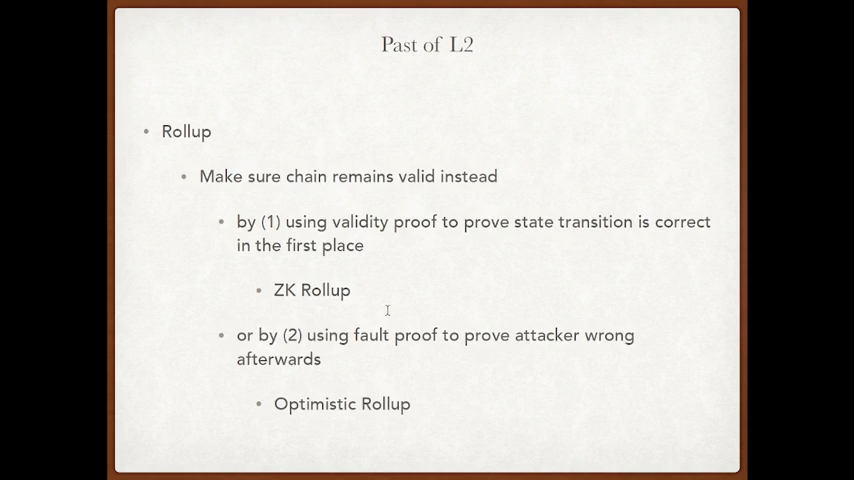 Past of L2
• Rollup
• Make sure chain remains valid instead
• by (1) using validity proof to prove state transition is correct
in the first place
• ZK Rollup
• or by (2) using fault proof to prove attacker wrong
afterwards
• Optimistic Rollup